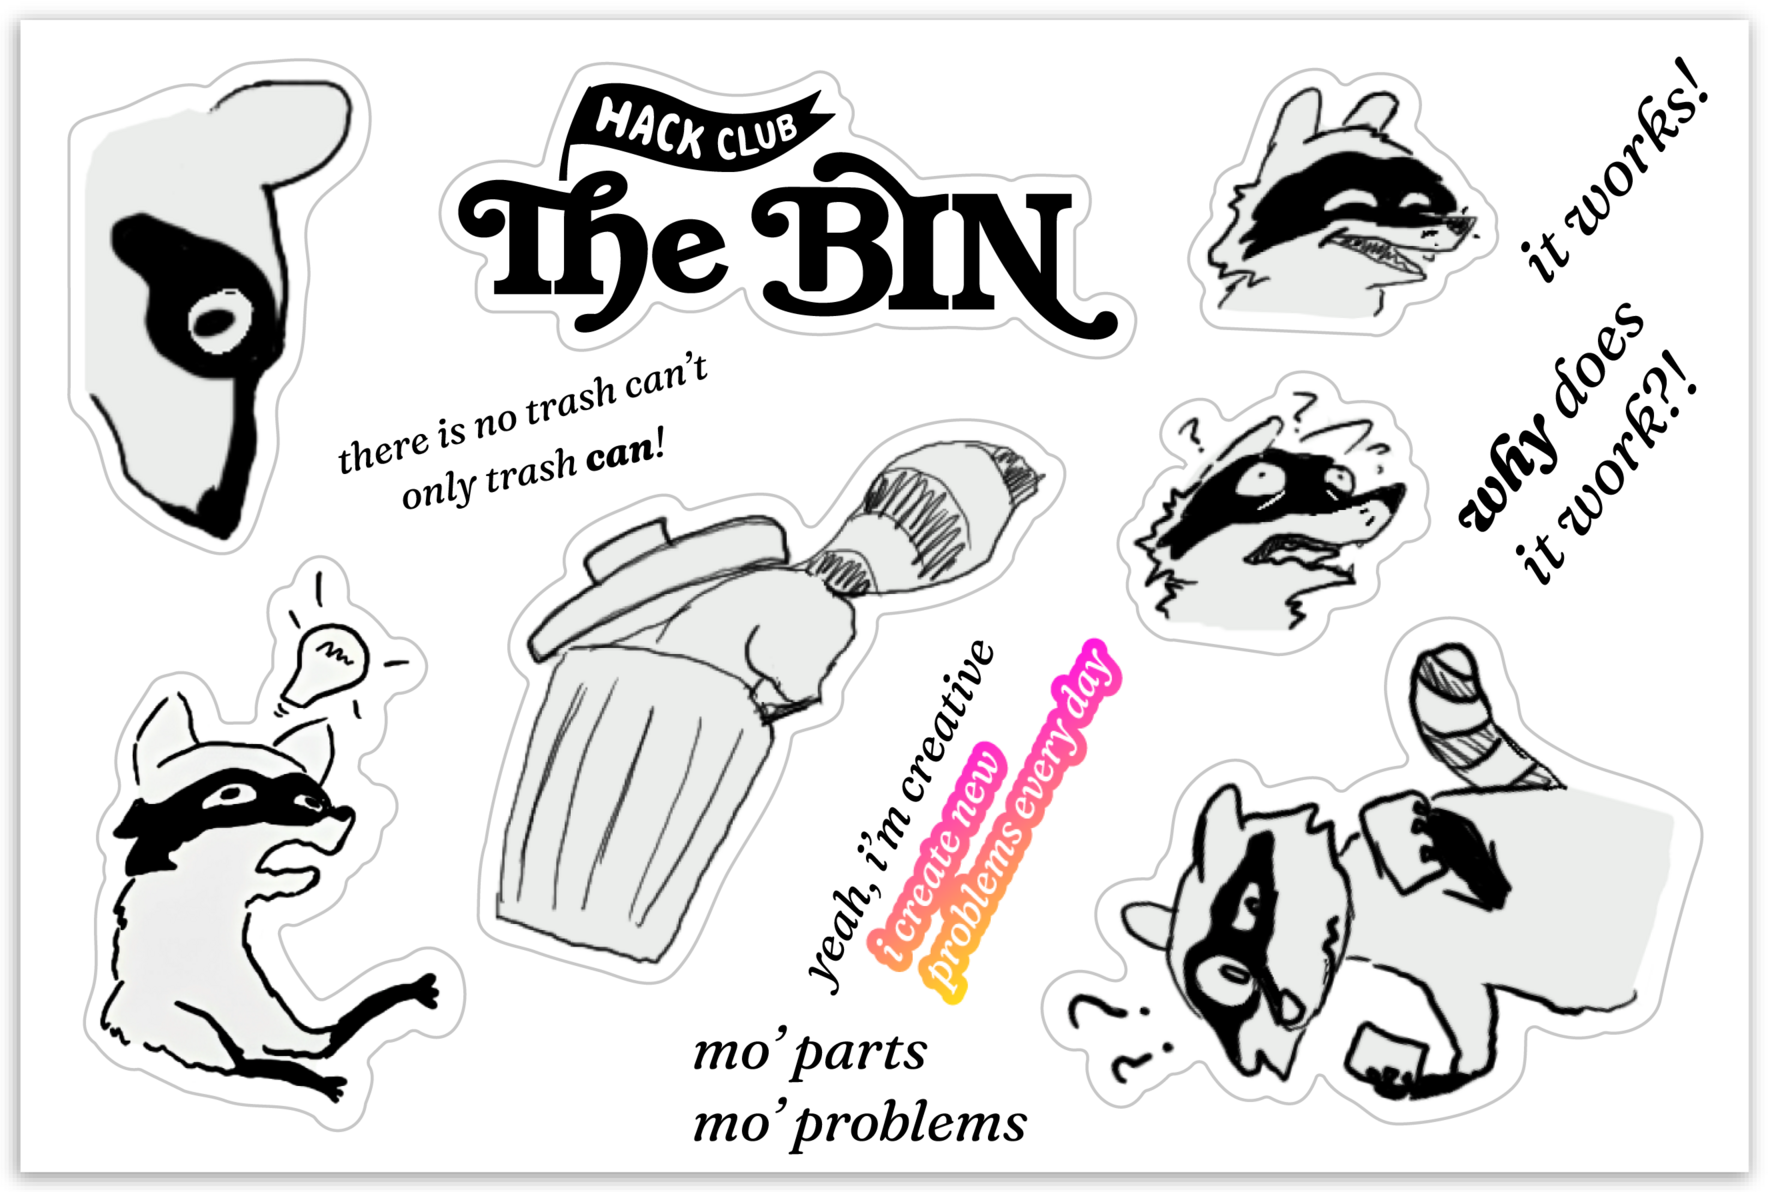 HACK CLUB
The BIN
there is no trash can't
only trash can!
it works!
why does
it work?!
? ?
yeah, i'm creative
i create new
problems every day
? ?
mo' parts
mo' problems